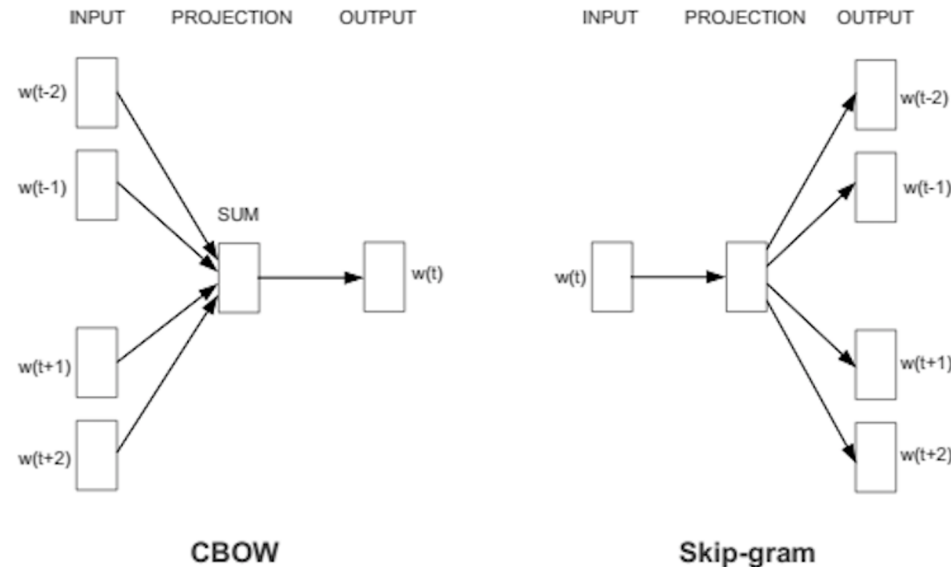 INPUT PROJECTION OUTPUT
w(t-2)
w(t-1)
SUM
w(t)
w(t+1)
w(t+2)
CBOW
INPUT PROJECTION OUTPUT
w(t-2)
w(t-1)
w(t)
w(t+1)
w(t+2)
Skip-gram